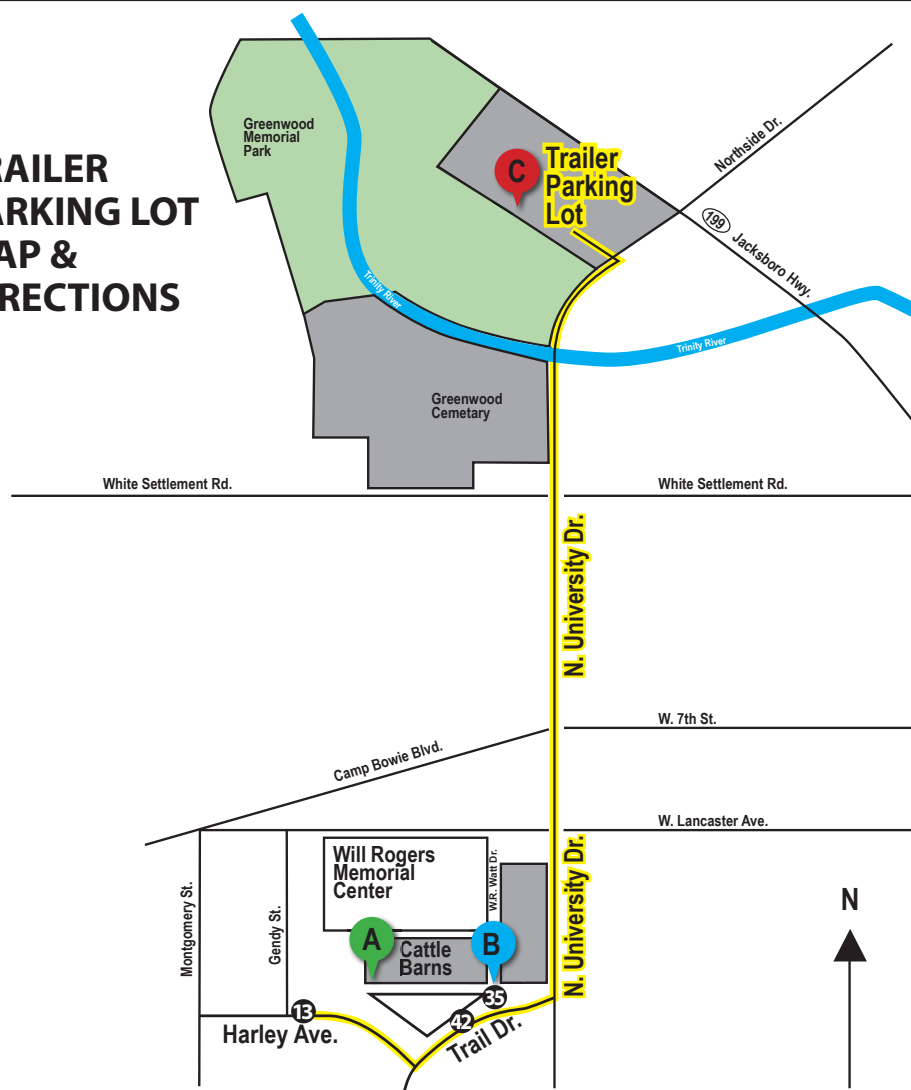 RAILER
ARKING LOT
AP &
RECTIONS
Greenwood
Memorial
Park
C
Trailer
Parking
Lot
Northside Dr.
199
Jacksboro Hwy.
Trinity River
Trinity River
Greenwood
Cemetary
White Settlement Rd.
White Settlement Rd.
N. University Dr.
W. 7th St.
Camp Bowie Blvd.
W. Lancaster Ave.
Will Rogers
Memorial
Center
W.R. Watt Dr.
Montgomery St.
Gendy St.
A
Cattle
Barns
B
N. University Dr.
N
35
13
42
Harley Ave.
Trail Dr.